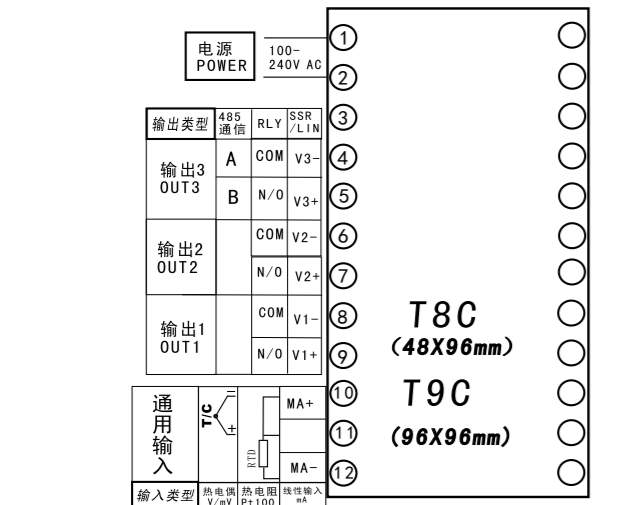 电源
POWER
100-
240V AC
①
②
输出类型
485
通信
RLY
SSR
/LIN
③
输出3
OUT3
A
COM
V3-
④
B
N/O
V3+
⑤
输出2
OUT2
COM
V2-
⑥
N/O
V2+
⑦
输出1
OUT1
COM
V1-
⑧
N/O
V1+
⑨
T8C
(48X96mm)
T9C
(96X96mm)
通用输入
T/C
-
+
RTD
MA+
⑩
⑪
MA-
⑫
输入类型
热电偶
V/mV
热电阻
Pt100
线性输入
mA